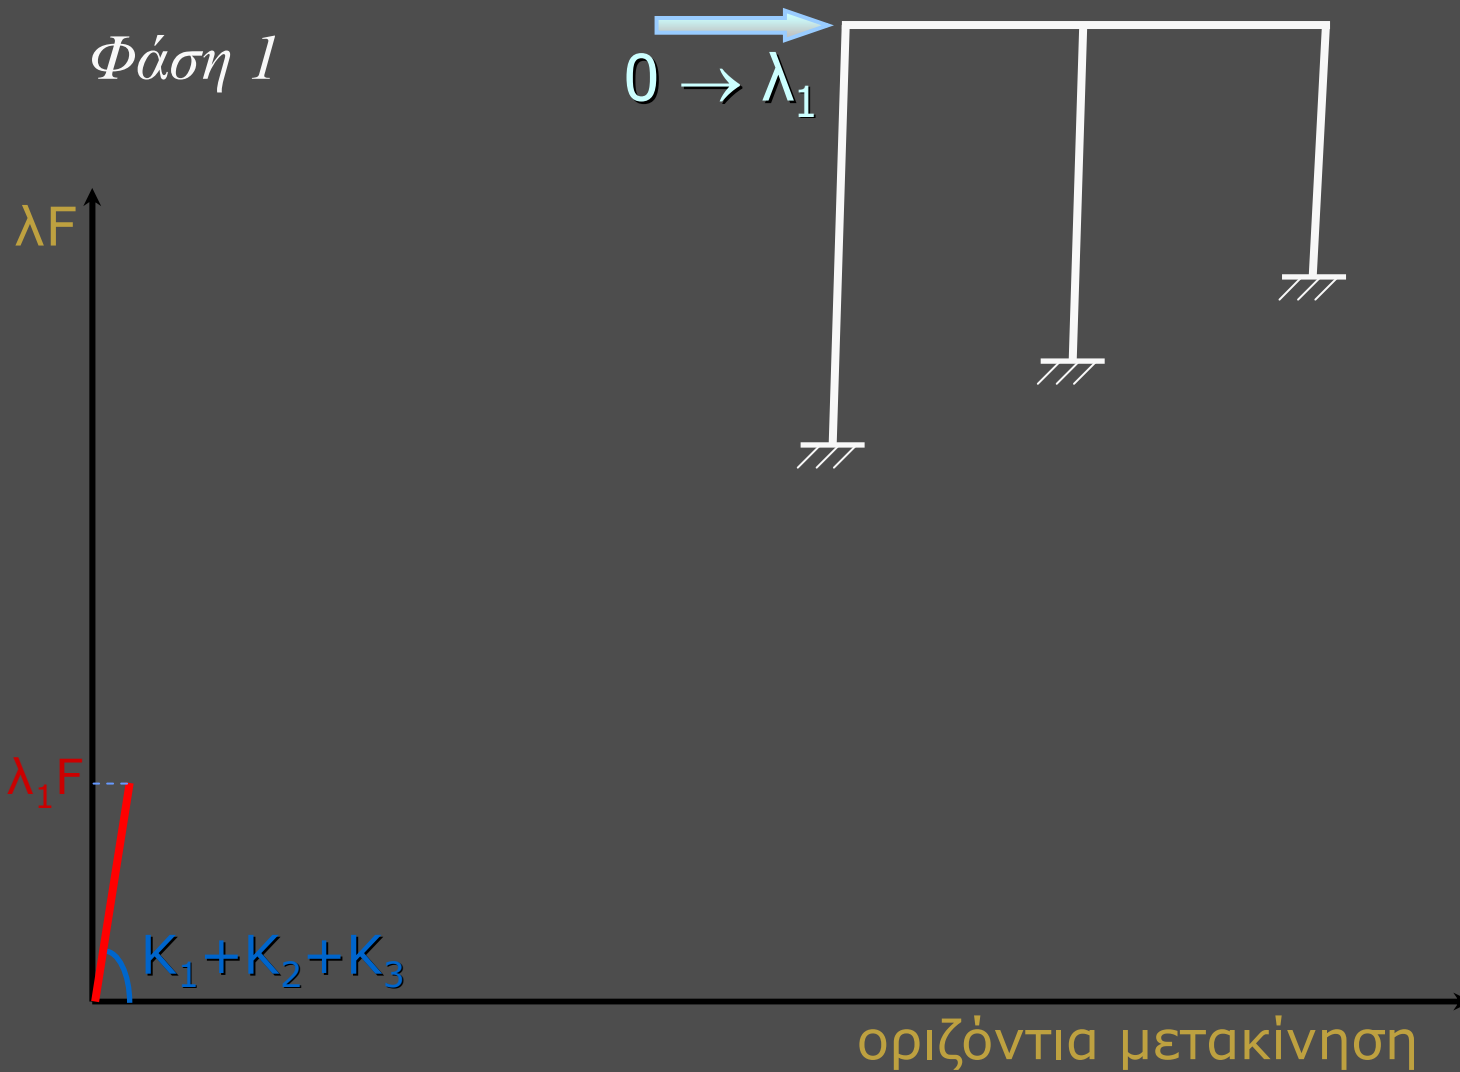 Φάση 1
0 → λ₁
λF
λ₁F
K₁+K₂+K₃
οριζόντια μετακίνηση